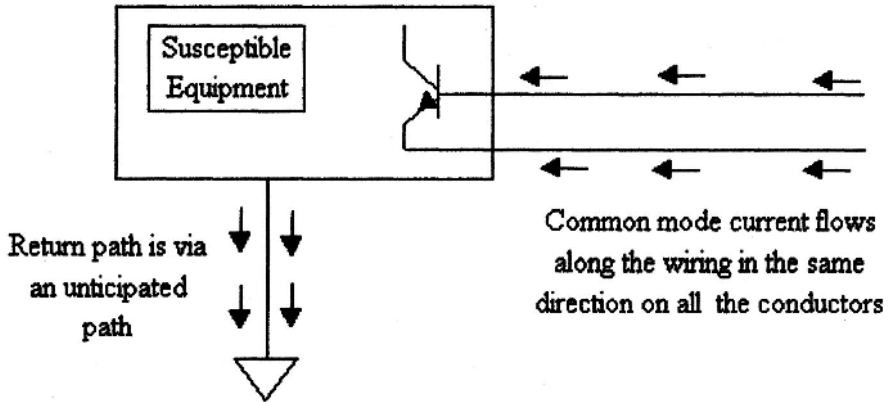 Susceptible
Equipment
Return path is via
an unticipated
path
Common mode current flows
along the wiring in the same
direction on all the conductors